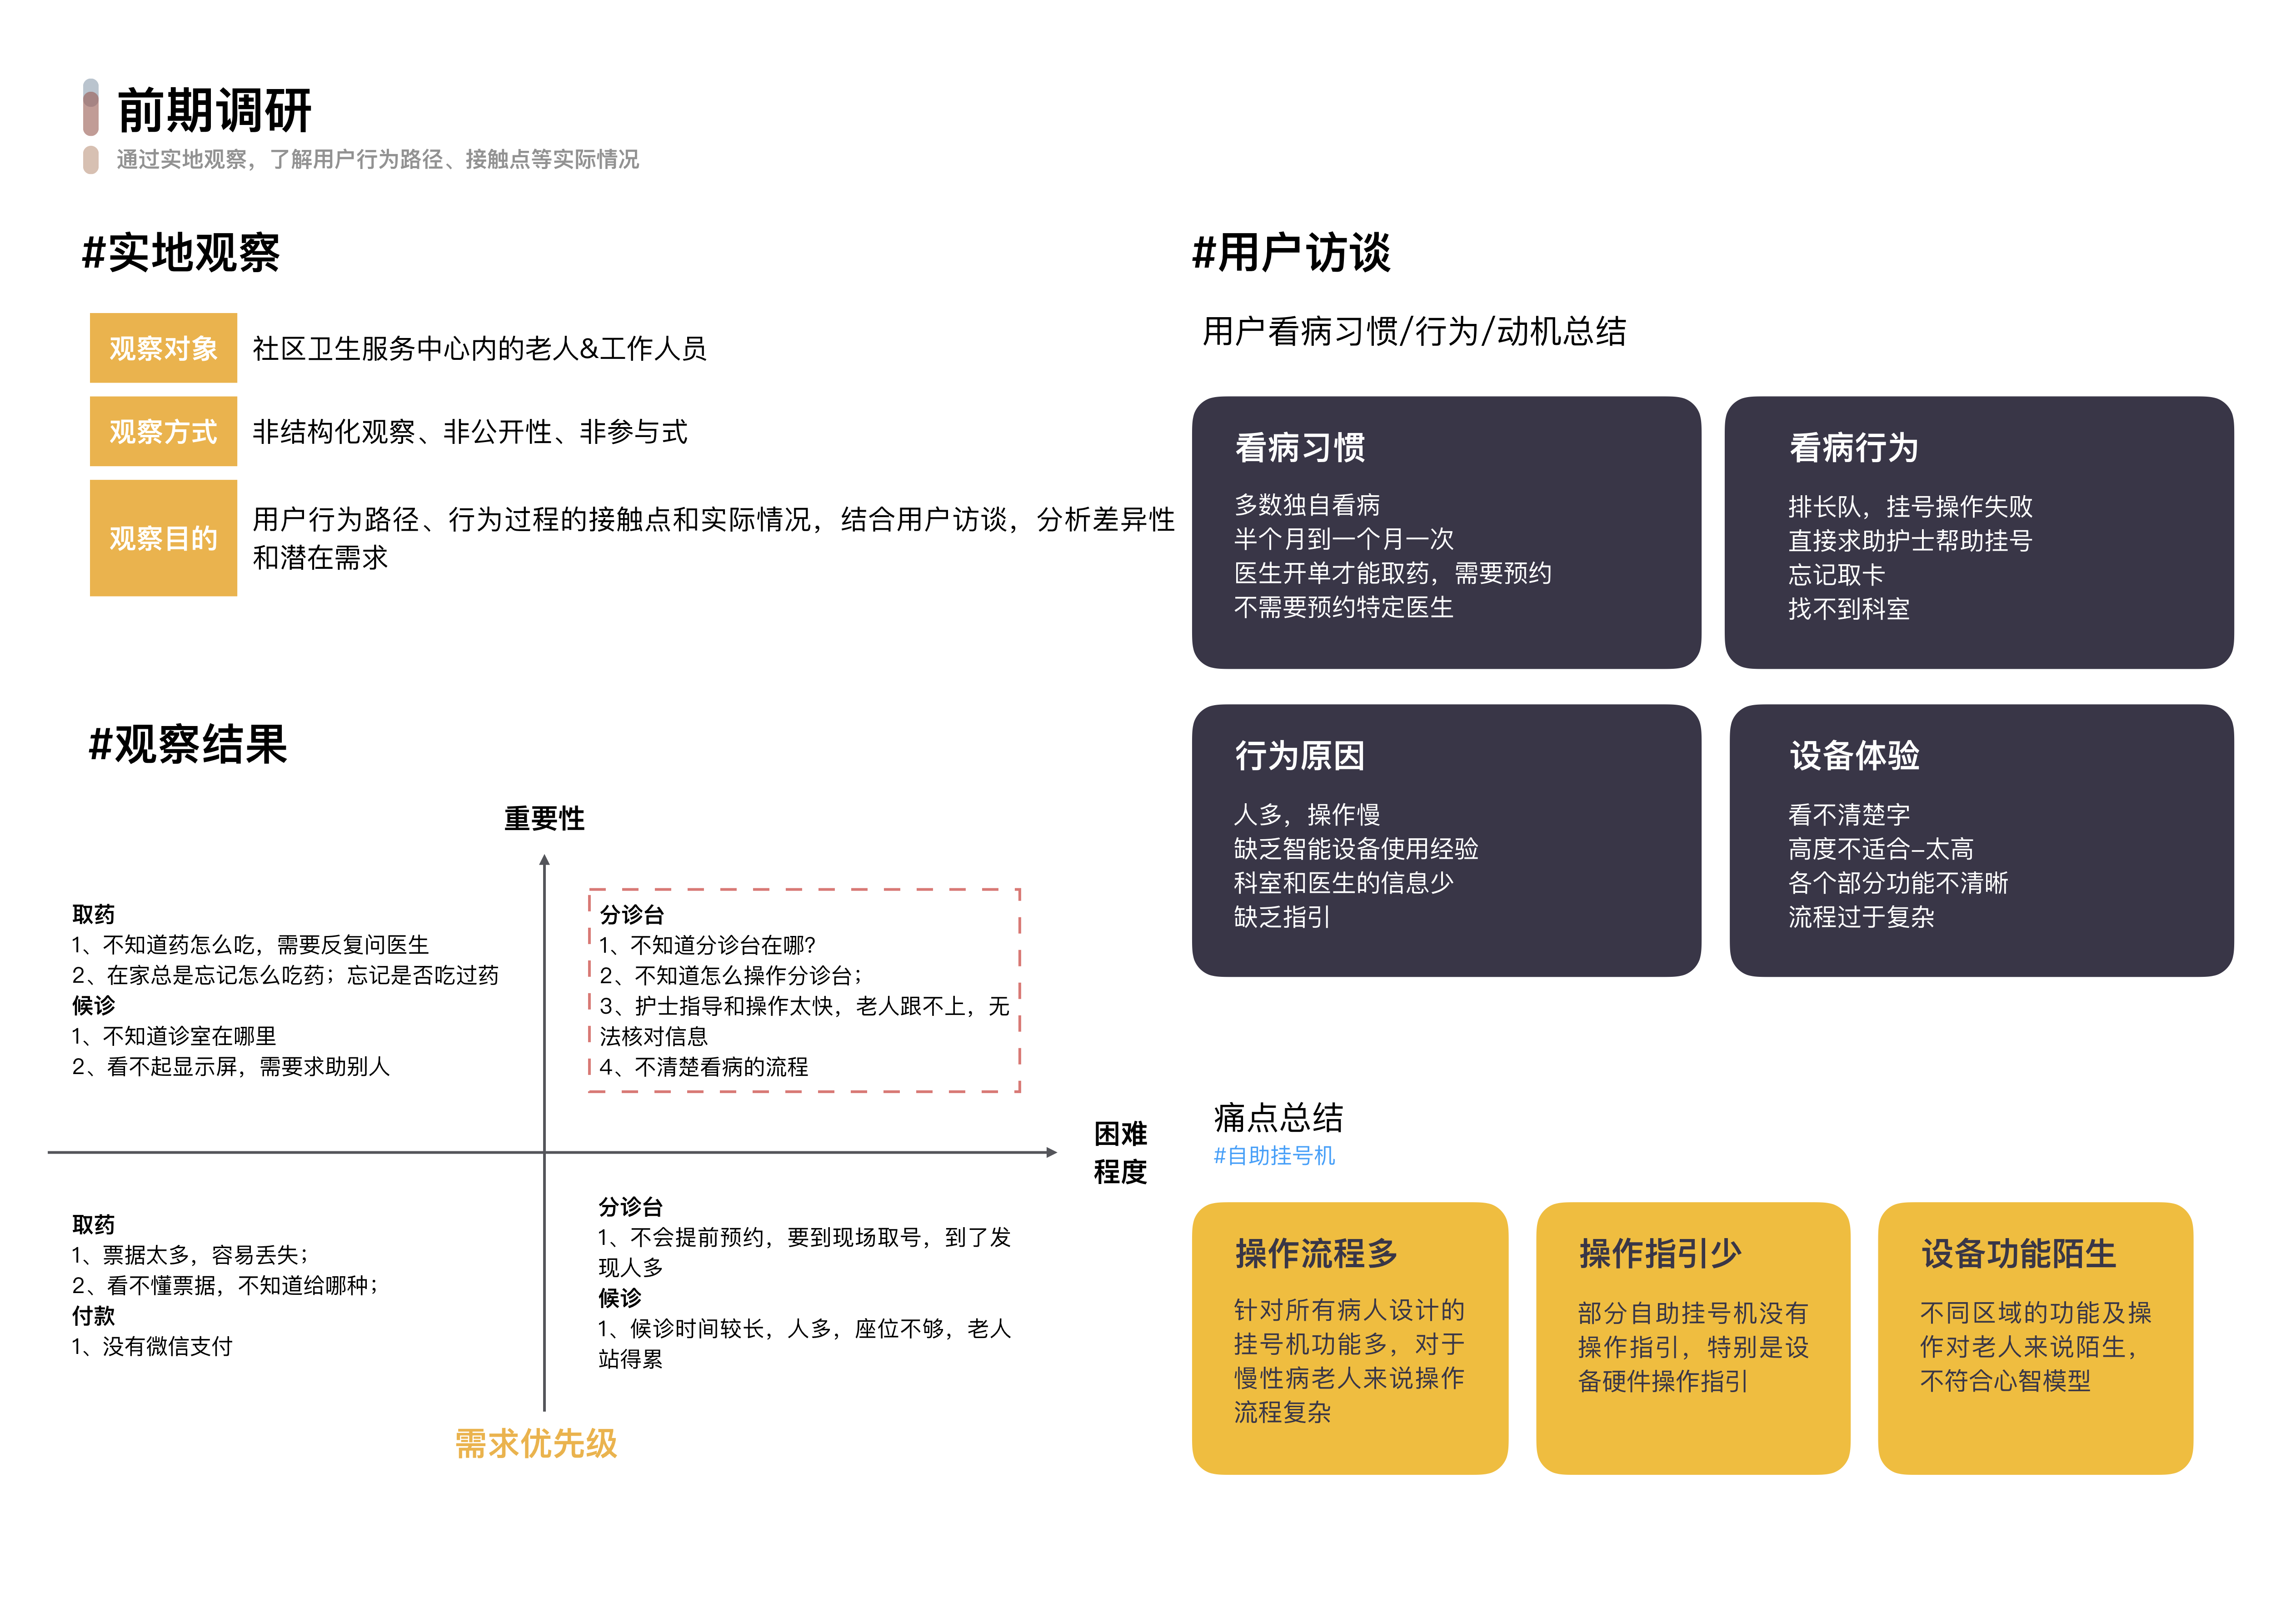 前期调研
通过实地观察，了解用户行为路径、接触点等实际情况
#实地观察
观察对象
社区卫生服务中心内的老人&工作人员
观察方式
非结构化观察、非公开性、非参与式
观察目的
用户行为路径、行为过程的接触点和实际情况，结合用户访谈，分析差异性
和潜在需求
#观察结果
重要性
取药
1、不知道药怎么吃，需要反复问医生
2、在家总是忘记怎么吃药；忘记是否吃过药
候诊
1、不知道诊室在哪里
2、看不起显示屏，需要求助别人
分诊台
1、不知道分诊台在哪？
2、不知道怎么操作分诊台；
3、护士指导和操作太快，老人跟不上，无
法核对信息
4、不清楚看病的流程
困难
程度
取药
1、票据太多，容易丢失；
2、看不懂票据，不知道给哪种；
付款
1、没有微信支付
分诊台
1、不会提前预约，要到现场取号，到了发
现人多
候诊
1、候诊时间较长，人多，座位不够，老人
站得累
需求优先级
#用户访谈
用户看病习惯/行为/动机总结
看病习惯
多数独自看病
半个月到一个月一次
医生开单才能取药，需要预约
不需要预约特定医生
看病行为
排长队，挂号操作失败
直接求助护士帮助挂号
忘记取卡
找不到科室
行为原因
人多，操作慢
缺乏智能设备使用经验
科室和医生的信息少
缺乏指引
设备体验
看不清楚字
高度不适合–太高
各个部分功能不清晰
流程过于复杂
痛点总结
#自助挂号机
操作流程多
针对所有病人设计的
挂号机功能多，对于
慢性病老人来说操作
流程复杂
操作指引少
部分自助挂号机没有
操作指引，特别是设
备硬件操作指引
设备功能陌生
不同区域的功能及操
作对老人来说陌生，
不符合心智模型